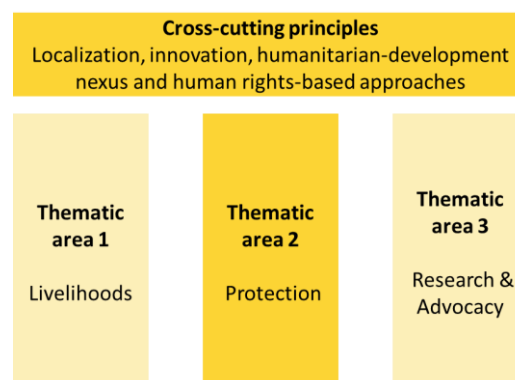 Cross-cutting principles
Localization, innovation, humanitarian-development
nexus and human rights-based approaches
Thematic
area 1
Livelihoods
Thematic
area 2
Protection
Thematic
area 3
Research &
Advocacy